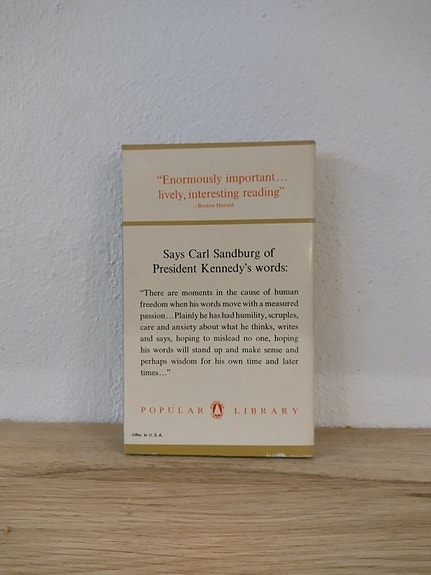 “Enormously important...
lively, interesting reading”
—Boston Herald
Says Carl Sandburg of
President Kennedy's words:
“There are moments in the cause of human
freedom when his words move with a measured
passion...Plainly he has had humility, scruples,
care and anxiety about what he thinks, writes
and says, hoping to mislead no one, hoping
his words will stand up and make sense and
perhaps wisdom for his own time and later
times...”
POPULAR LIBRARY
Litho. in U. S. A.